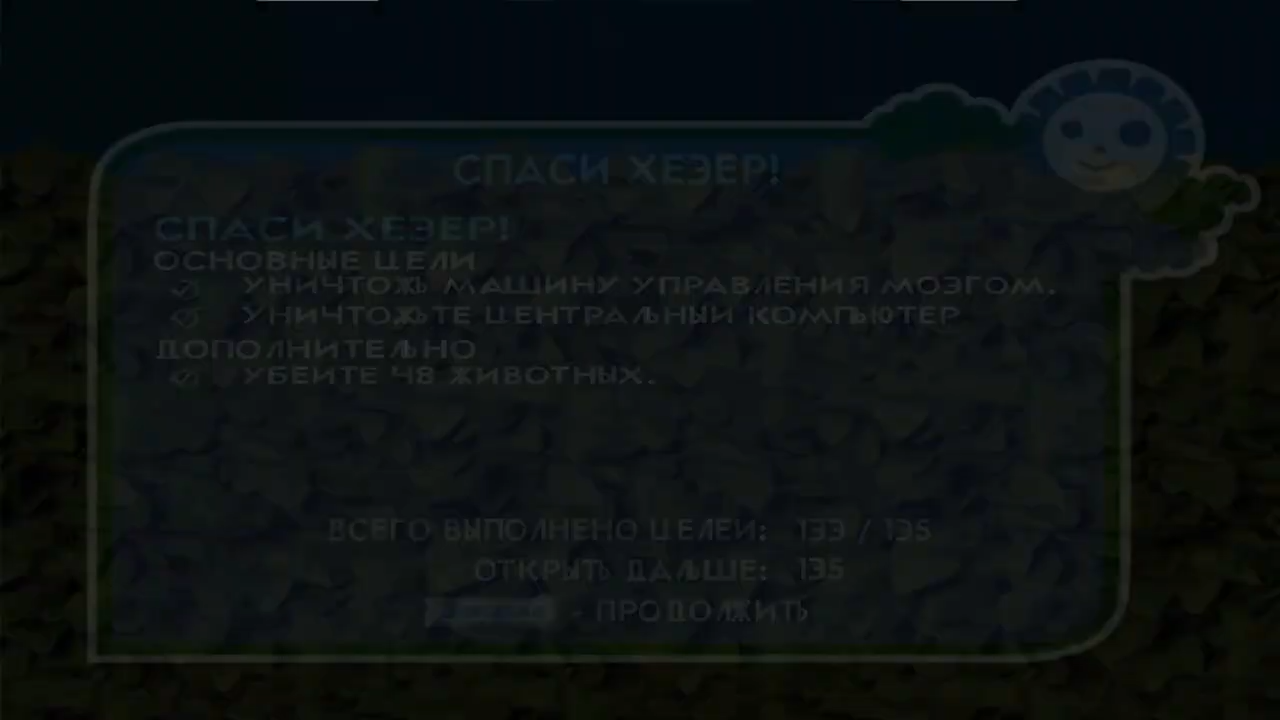 СПАСИ ХЕЗЕР!
СПАСИ ХЕЗЕР!
ОСНОВНЫЕ ЦЕЛИ
УНИЧТОЖЬ МАШИНУ УПРАВЛЕНИЯ МОЗГОМ.
УНИЧТОЖЬТЕ ЦЕНТРАЛЬНЫЙ КОМПЬЮТЕР
ДОПОЛНИТЕЛЬНО
УБЕЙТЕ 48 ЖИВОТНЫХ.
ВСЕГО ВЫПОЛНЕНО ЦЕЛЕЙ: 133 / 135
ОТКРЫТЬ ДАЛЬШЕ: 135
- ПРОДОЛЖИТЬ